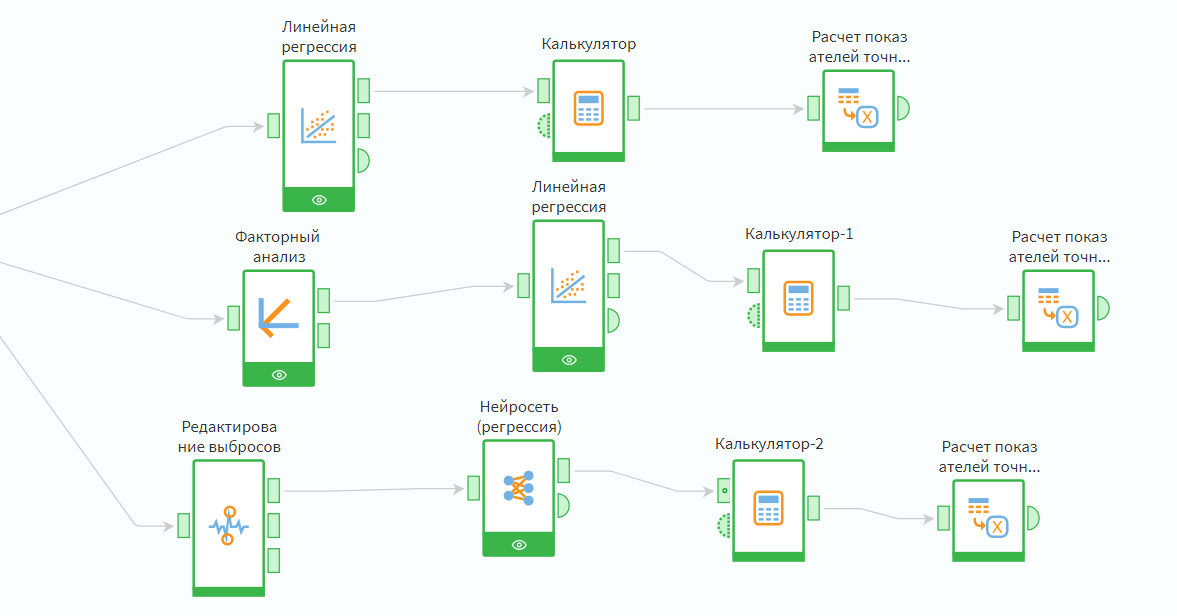 Линейная
регрессия
Калькулятор
Расчет показ
ателей точн...
Линейная
регрессия
Факторный
анализ
Калькулятор-1
Расчет показ
ателей точн...
Нейросеть
(регрессия)
Редактирова
ние выбросов
Калькулятор-2
Расчет показ
ателей точн...